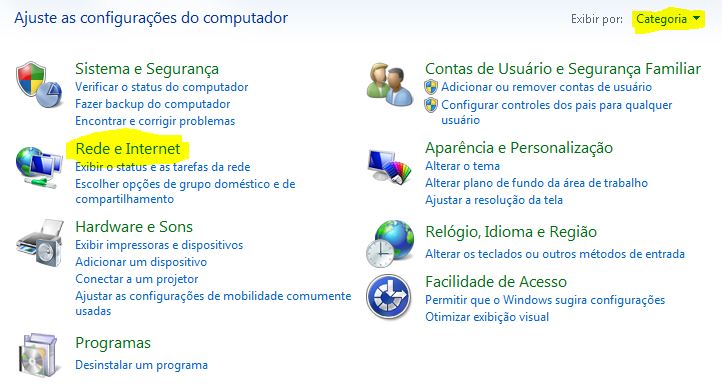 Ajuste as configurações do computador
Exibir por: Categoria
Sistema e Segurança
Verificar o status do computador
Fazer backup do computador
Encontrar e corrigir problemas
Rede e Internet
Exibir o status e as tarefas da rede
Escolher opções de grupo doméstico e de
compartilhamento
Hardware e Sons
Exibir impressoras e dispositivos
Adicionar um dispositivo
Conectar a um projetor
Ajustar as configurações de mobilidade comumente
usadas
Programas
Desinstalar um programa
Contas de Usuário e Segurança Familiar
Adicionar ou remover contas de usuário
Configurar controles dos pais para qualquer
usuário
Aparência e Personalização
Alterar o tema
Alterar plano de fundo da área de trabalho
Ajustar a resolução da tela
Relógio, Idioma e Região
Alterar os teclados ou outros métodos de entrada
Facilidade de Acesso
Permitir que o Windows sugira configurações
Otimizar exibição visual